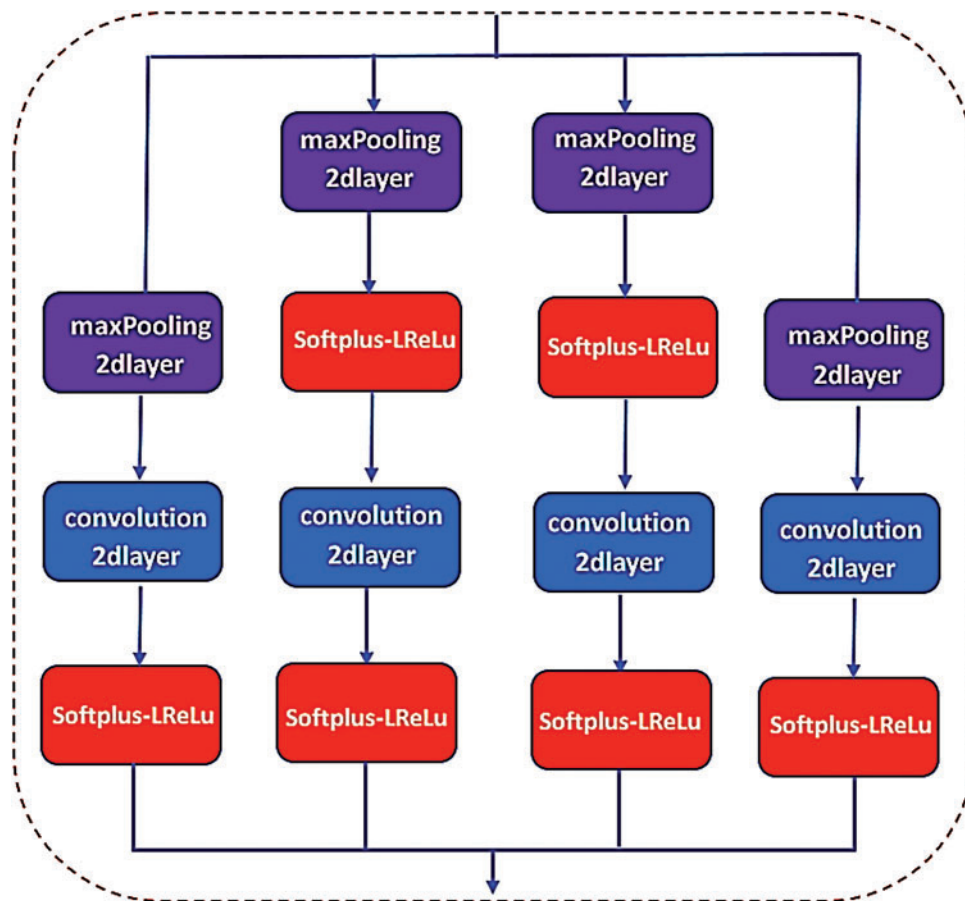 maxPooling
2dlayer
maxPooling
2dlayer
maxPooling
2dlayer
Softplus-LReLu
Softplus-LReLu
maxPooling
2dlayer
convolution
2dlayer
convolution
2dlayer
convolution
2dlayer
convolution
2dlayer
Softplus-LReLu
Softplus-LReLu
Softplus-LReLu
Softplus-LReLu